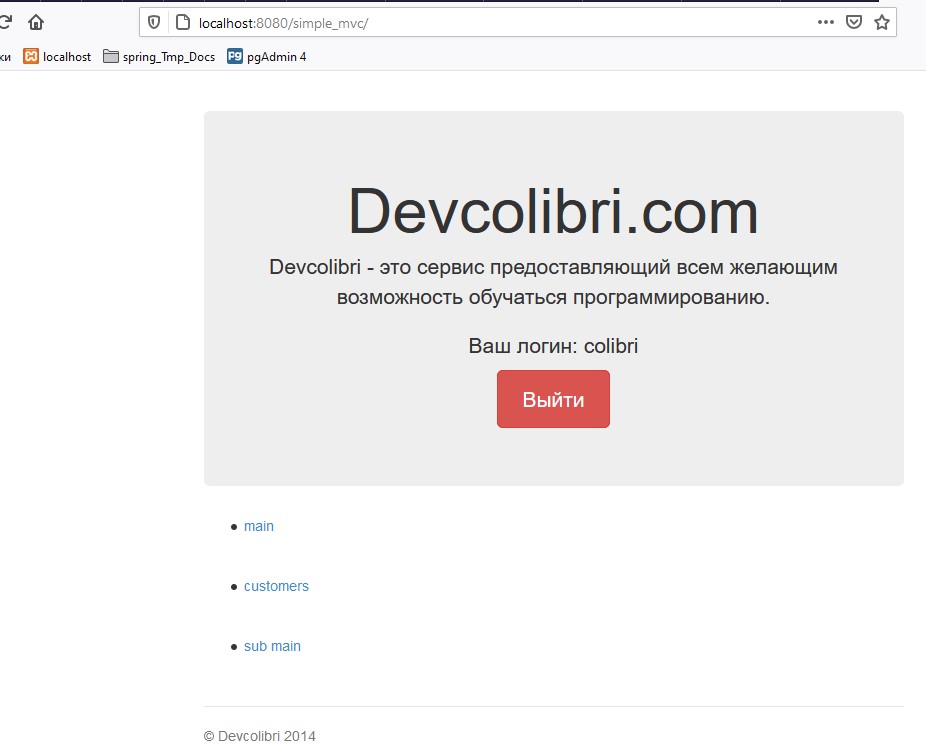 localhost:8080/simple_mvc/
ки localhost spring_Tmp_Docs pgAdmin 4
Devcolibri.com
Devcolibri - это сервис предоставляющий всем желающим
возможность обучаться программированию.
Ваш логин: colibri
Выйти
main
customers
sub main
© Devcolibri 2014